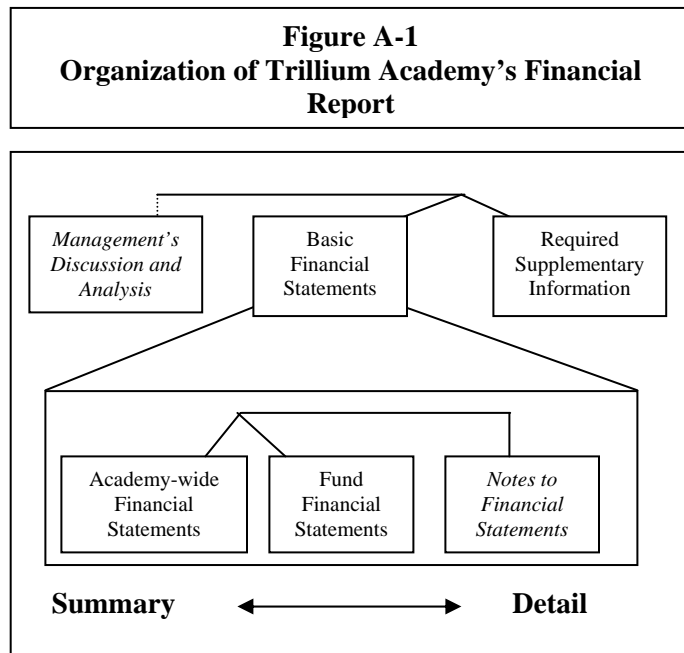 Figure A-1
Organization of Trillium Academy’s Financial
Report
Management’s
Discussion and
Analysis
Basic
Financial
Statements
Required
Supplementary
Information
Academy-wide
Financial
Statements
Fund
Financial
Statements
Notes to
Financial
Statements
Summary
Detail